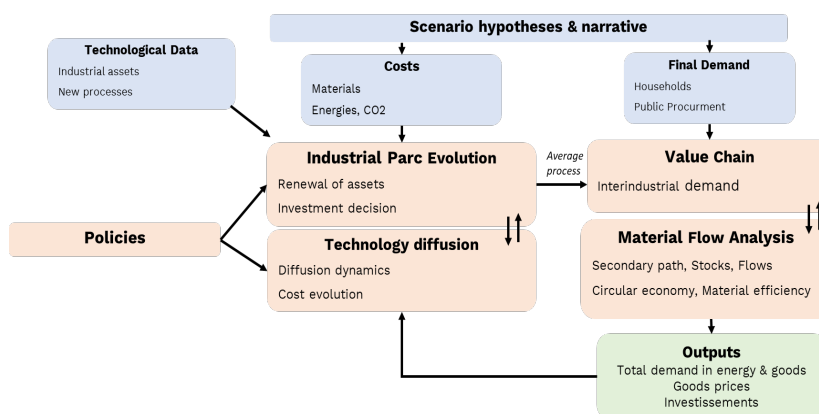 Scenario hypotheses & narrative
Technological Data
Industrial assets
New processes
Costs
Materials
Energies, CO2
Final Demand
Households
Public Procurment
Industrial Parc Evolution
Renewal of assets
Investment decision
Average
process
Value Chain
Interindustrial demand
Policies
Technology diffusion
Diffusion dynamics
Cost evolution
Material Flow Analysis
Secondary path, Stocks, Flows
Circular economy, Material efficiency
Outputs
Total demand in energy & goods
Goods prices
Investissements